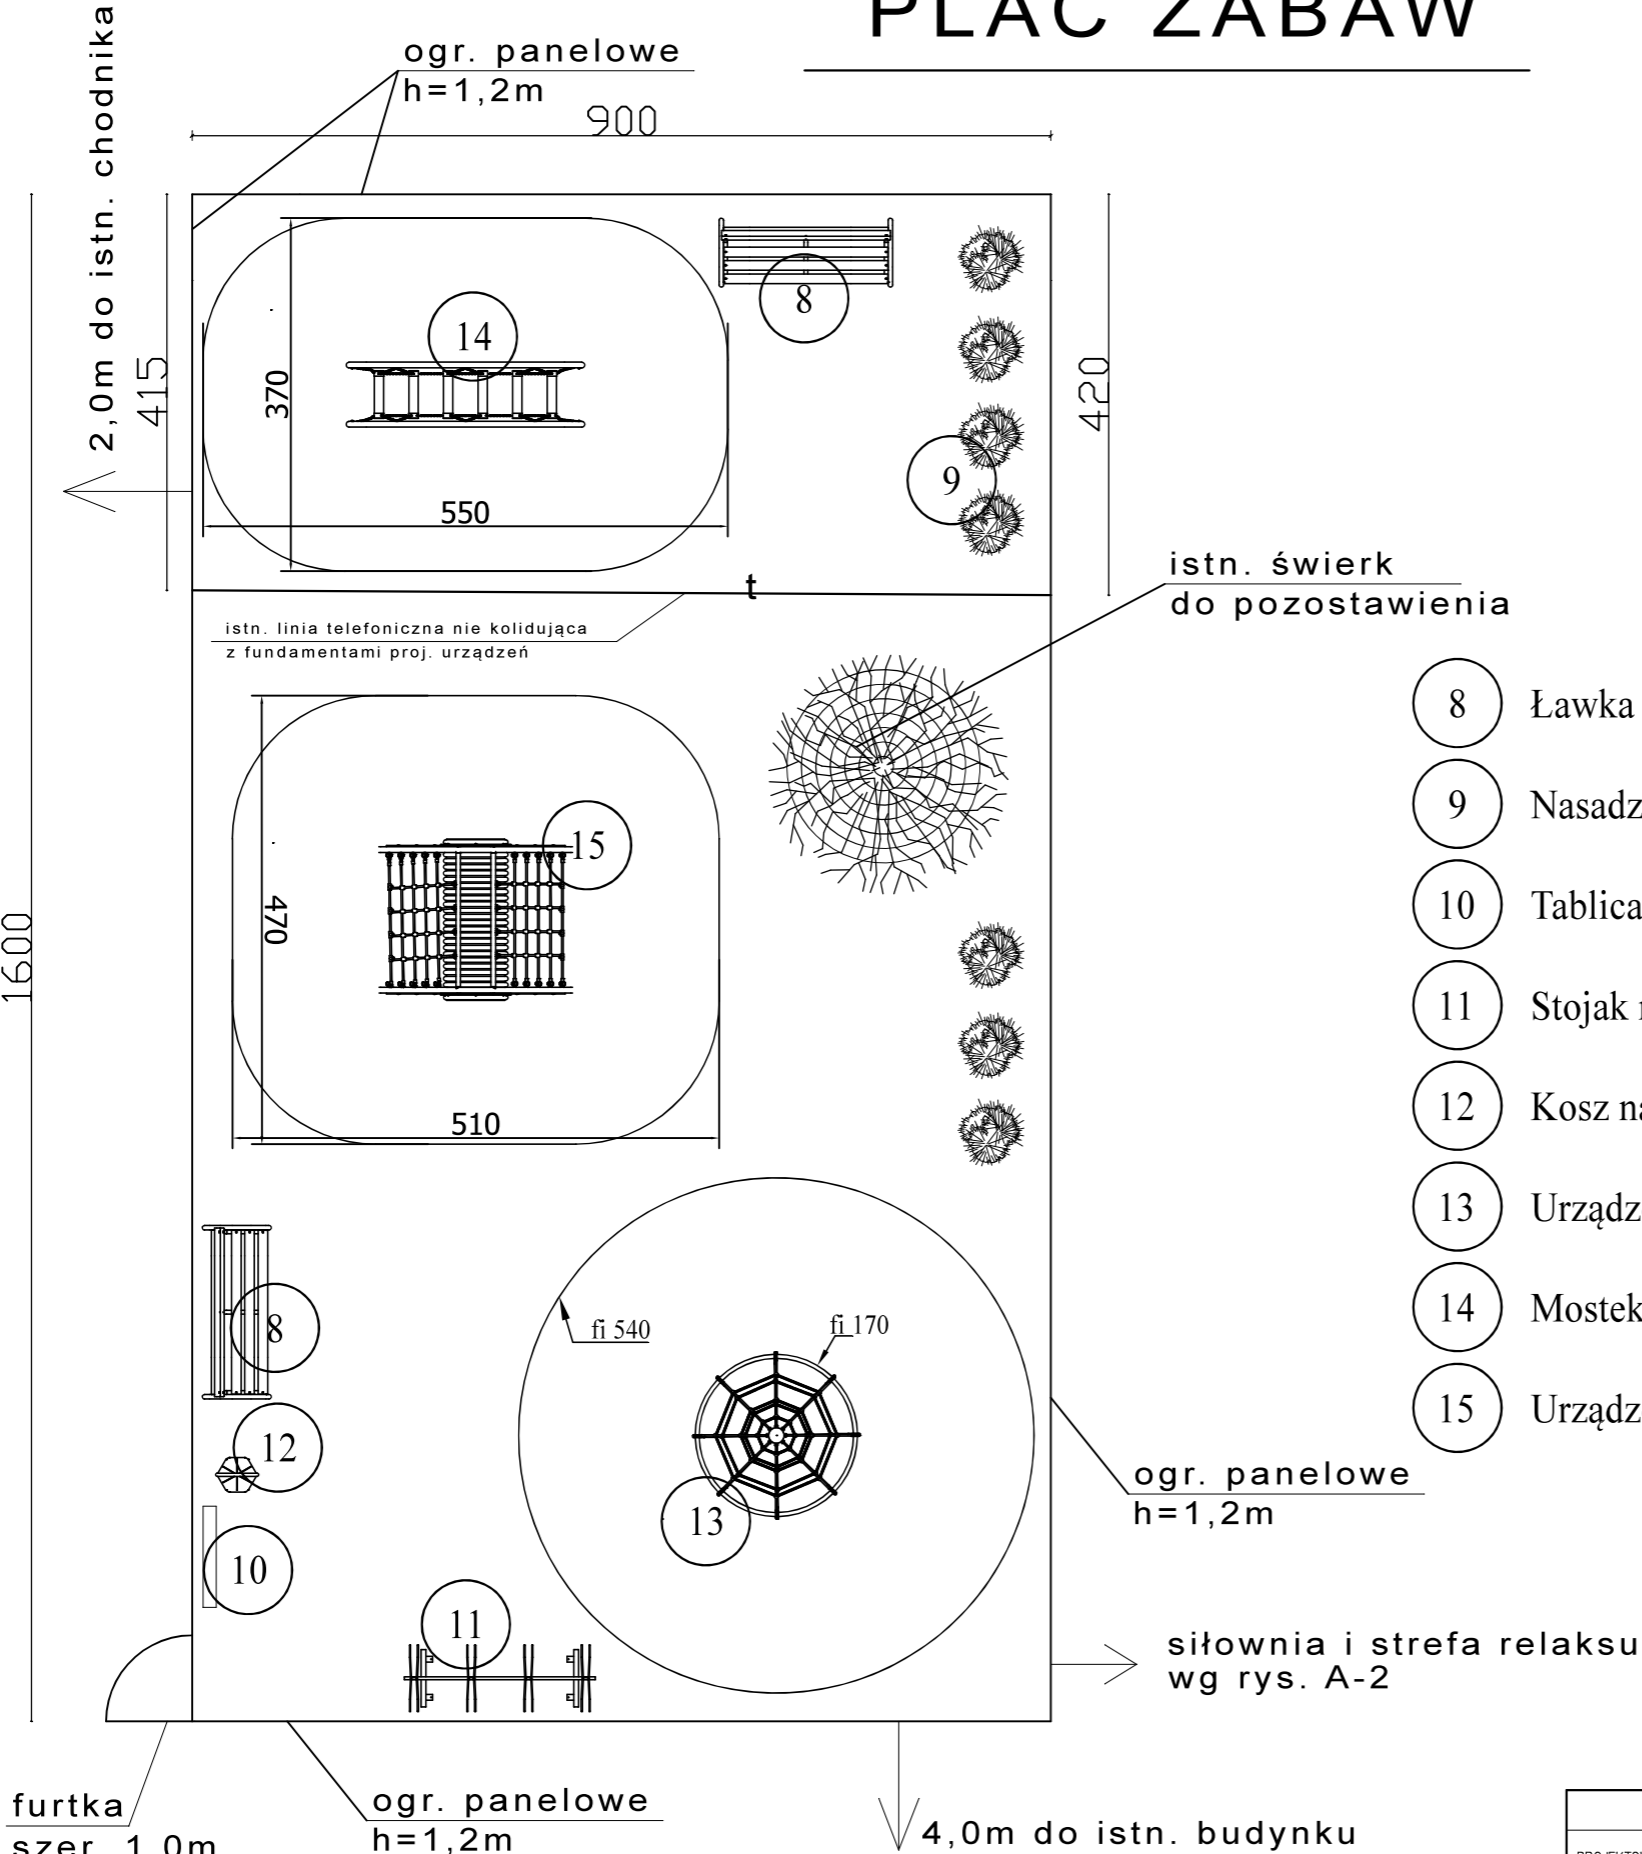 PLAC ZABAW
ogr. panelowe
h=1,2m
2,0m do istn. chodnika
900
415
420
370
550
14
8
9
t
istn. linia telefoniczna nie kolidująca
z fundamentami proj. urządzeń
istn. świerk
do pozostawienia
1600
15
470
510
8
12
10
11
fi 540
fi 170
13
8 Ławka
9
10 Tablica
11 Stojak
12 Kosz
13
14 Mostek
15
ogr. panelowe
h=1,2m
siłownia i strefa relaksu
wg rys. A-2
furtka
szer. 1,0m
ogr. panelowe
h=1,2m
4,0m do istn. budynku